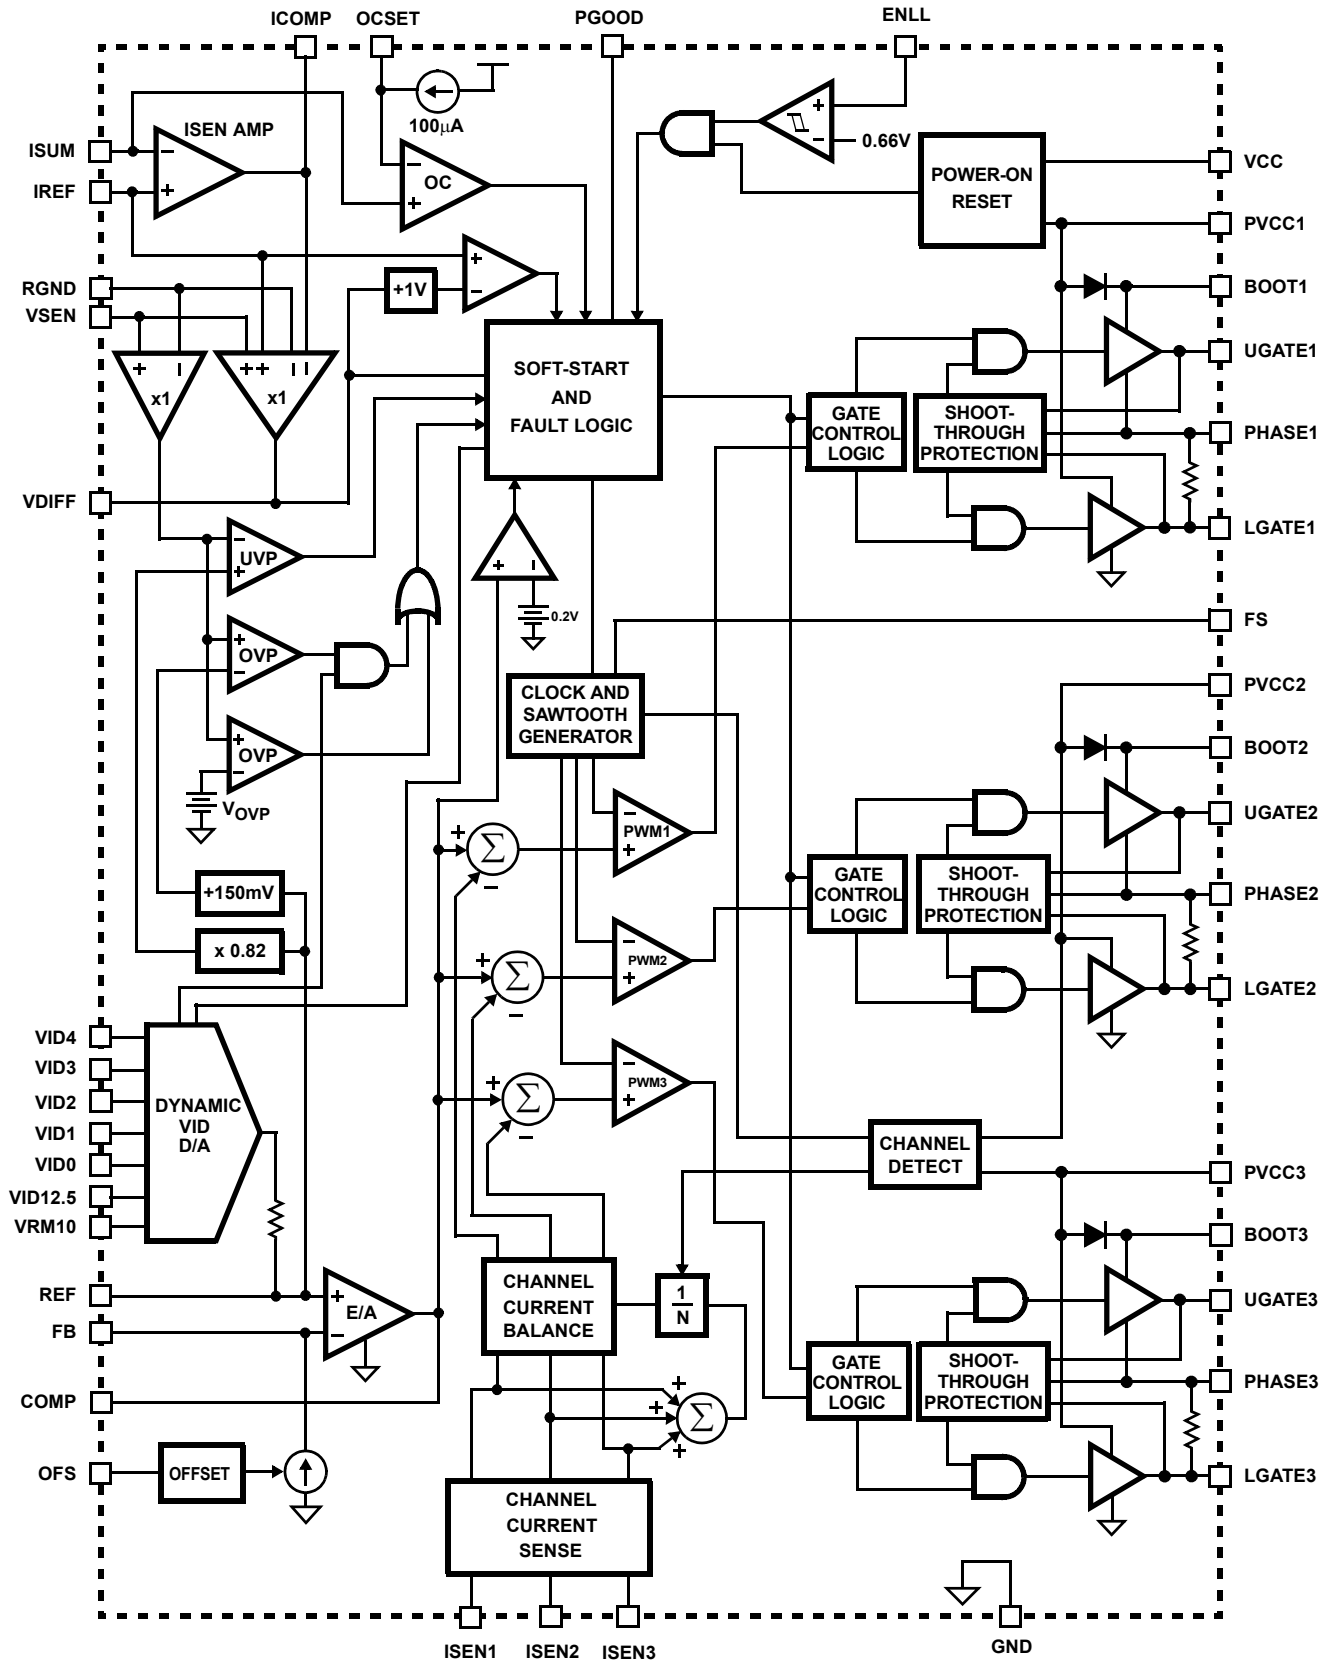 ICOMP
OCSET
PGOOD
ENLL
ISEN AMP
100µA
ISUM
IREF
−
+
−
OC
+
+
−
0.66V
POWER-ON
RESET
VCC
PVCC1
RGND
VSEN
+1V
+
−
BOOT1
+ −
x1
+ + − −
x1
SOFT-START
AND
FAULT LOGIC
GATE
CONTROL
LOGIC
SHOOT-
THROUGH
PROTECTION
UGATE1
PHASE1
LGATE1
VDIFF
−
UVP
+
+ −
0.2V
+
OVP
−
FS
PVCC2
CLOCK AND
SAWTOOTH
GENERATOR
+
OVP
−
VOVP
BOOT2
−
PWM1
+
+
Σ
−
UGATE2
+150mV
x 0.82
GATE
CONTROL
LOGIC
SHOOT-
THROUGH
PROTECTION
PHASE2
−
PWM2
+
+
Σ
−
LGATE2
VID4
VID3
VID2
VID1
VID0
VID12.5
VRM10
DYNAMIC
VID
D/A
−
PWM3
+
+
Σ
−
CHANNEL
DETECT
PVCC3
BOOT3
REF
FB
+
E/A
−
CHANNEL
CURRENT
BALANCE
1
N
UGATE3
GATE
CONTROL
LOGIC
SHOOT-
THROUGH
PROTECTION
PHASE3
COMP
+
+
+
Σ
OFS
OFFSET
LGATE3
CHANNEL
CURRENT
SENSE
ISEN1
ISEN2
ISEN3
GND